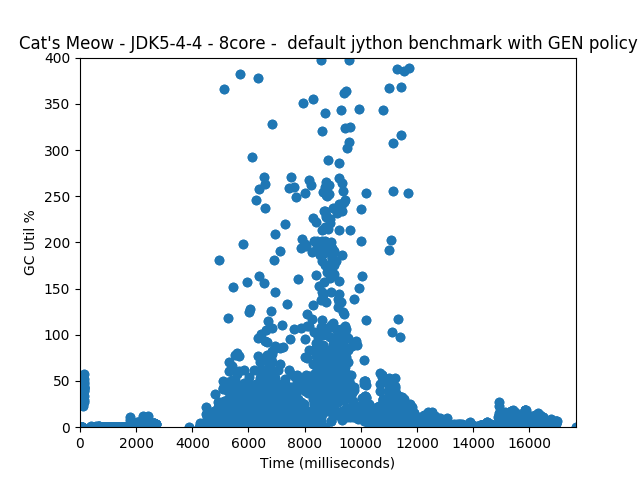 Cat's Meow - JDK5-4-4 - 8core -  default jython benchmark with GEN policy
400
350
300
250
200
150
100
50
0
GC Util %
0 2000 4000 6000 8000 10000 12000 14000 16000
Time (milliseconds)